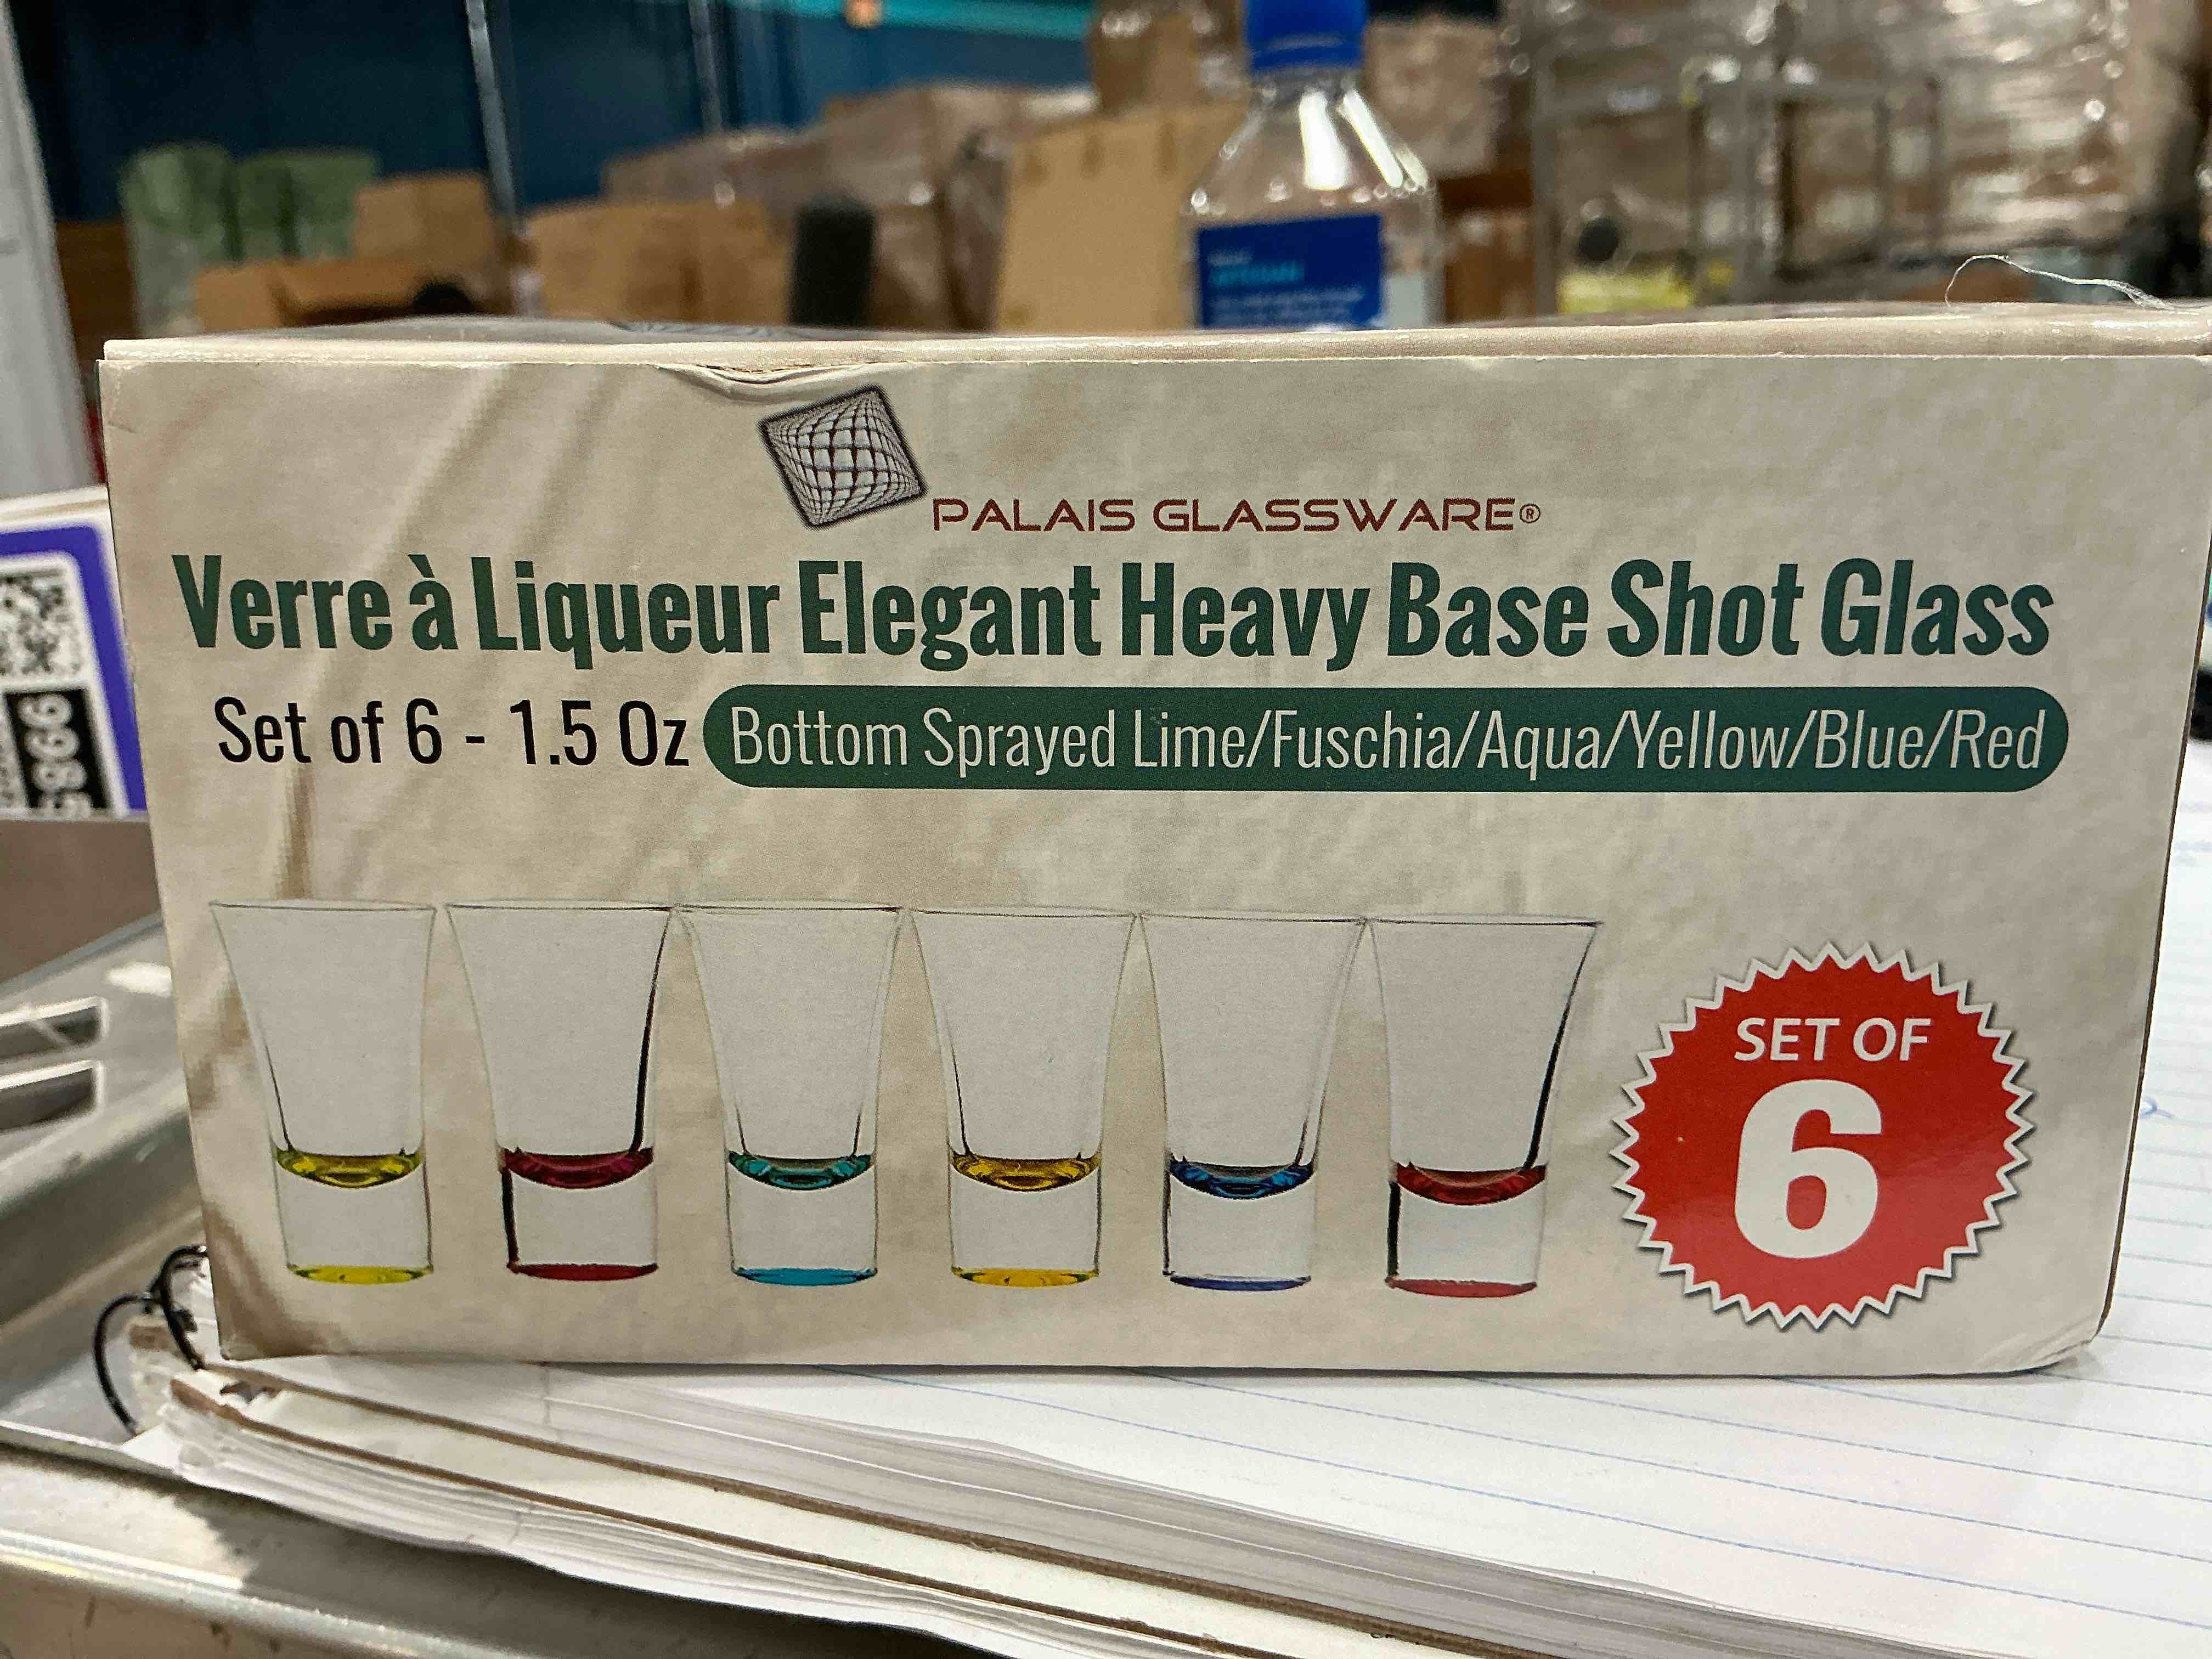 PALAIS GLASSWARE®
Verre à Liqueur Elegant Heavy Base Shot Glass
Set of 6 - 1.5 Oz Bottom Sprayed Lime/Fuschia/Aqua/Yellow/Blue/Red
SET OF
6